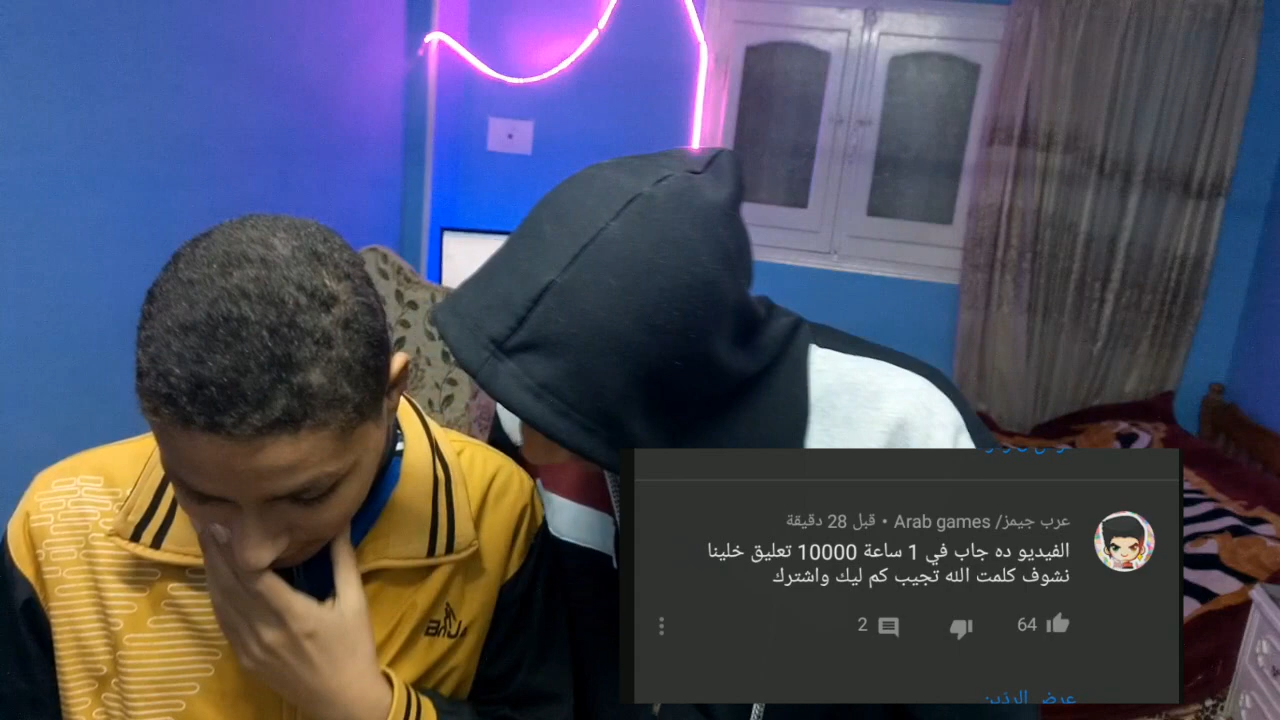 عرب جيمز/ Arab games • قبل 28 دقيقة
الفيديو ده جاب في 1 ساعة 10000 تعليق خلينا
نشوف كلمت الله تجيب كم ليك واشترك
64
2